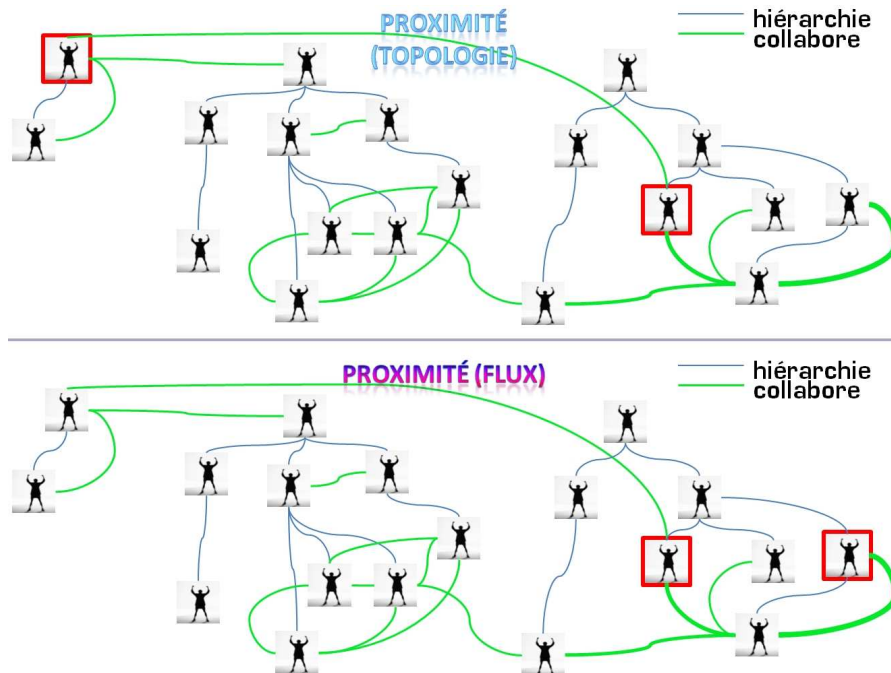 PROXIMITÉ
(TOPOLOGIE)
hiérarchie
collabore
PROXIMITÉ (FLUX)
hiérarchie
collabore